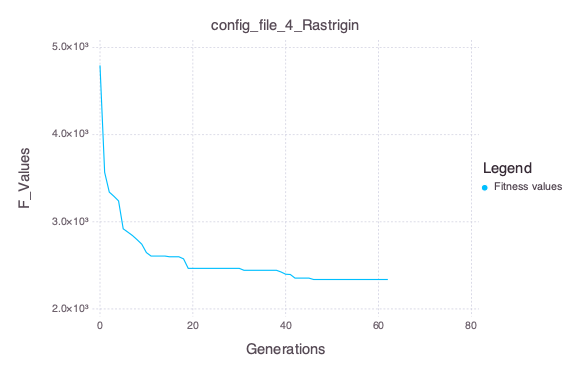 config_file_4_Rastrigin
5.0×10³
4.0×10³
3.0×10³
2.0×10³
F_Values
0 20 40 60 80
Generations
Legend
Fitness values